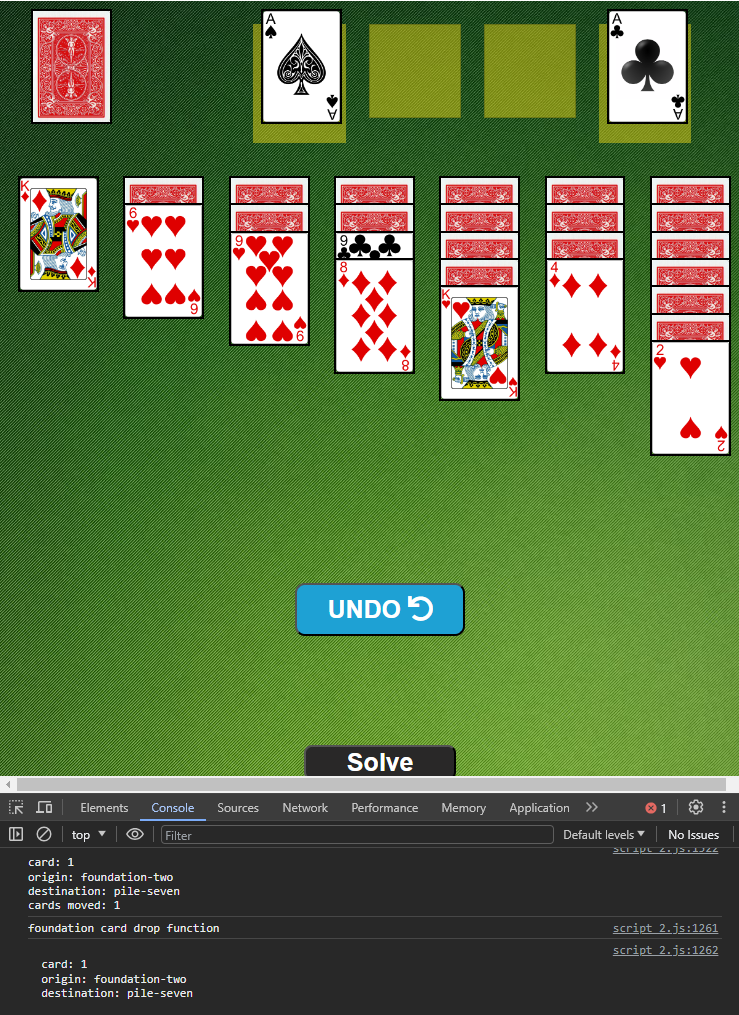 A
A
A
A
K
K
6
6
9
9
9
8
8
K
K
4
4
2
2
UNDO
Solve
Elements Console Sources Network Performance Memory Application 1
top Filter Default levels No Issues
script 2.js:1522
card: 1
origin: foundation-two
destination: pile-seven
cards moved: 1
foundation card drop function script 2.js:1261
script 2.js:1262
card: 1
origin: foundation-two
destination: pile-seven